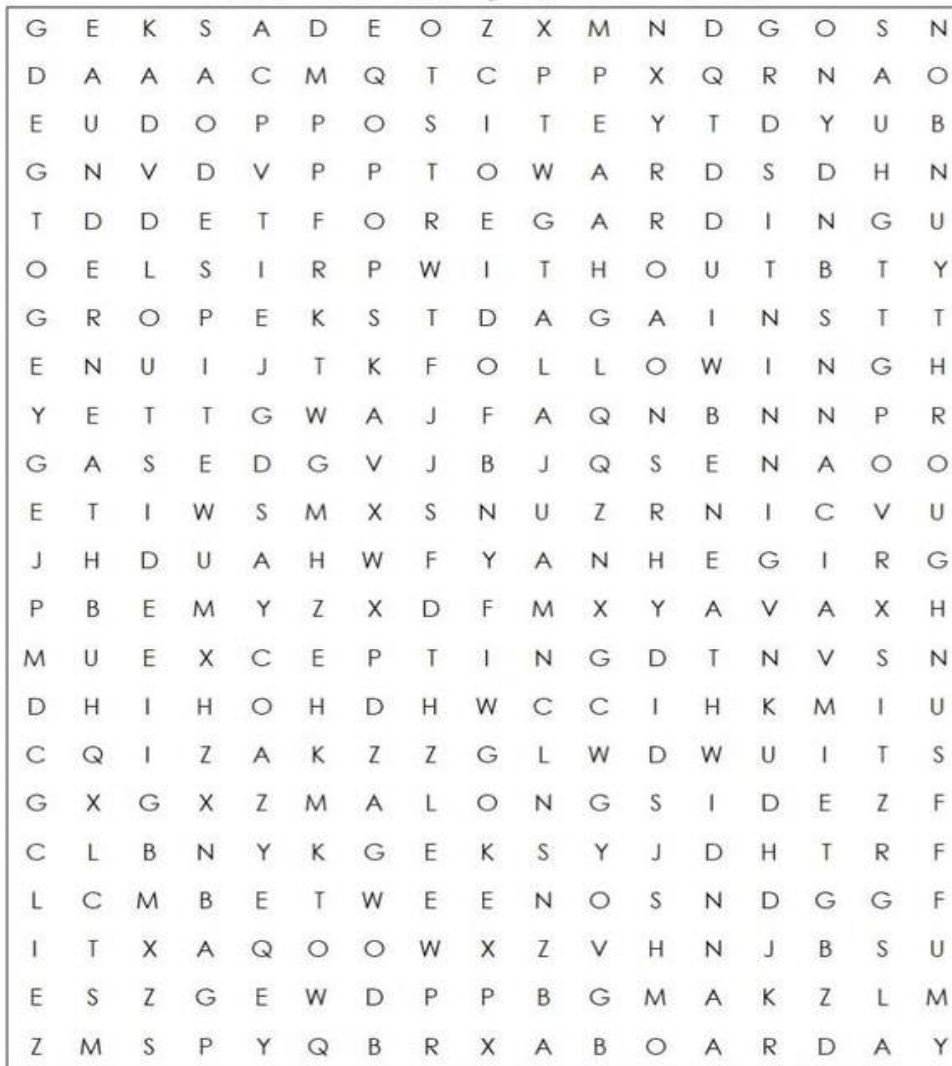 G E K S A D E O Z X M N D G O S N
D A A A C M Q T C P P X Q R N A O
E U D O P P O S I T E Y T D Y U B
G N V D V P P T O W A R D S D H N
T D D E T F O R E G A R D I N G U
O E L S I R P W I T H O U T B T Y
G R O P E K S T D A G A I N S T T
E N U I J T K F O L L O W I N G H
Y E T T G W A J F A Q N B N N P R
G A S E D G V J B J Q S E N A O O
E T I W S M X S N U Z R N I C V U
J H D U A H W F Y A N H E G I R G
P B E M Y Z X D F M X Y A V A X H
M U E X C E P T I N G D T N V S N
D H I H O H D H W C C I H K M I U
C Q I Z A K Z Z G L W D W U I T S
G X G X Z M A L O N G S I D E Z F
C L B N Y K G E K S Y J D H T R F
L C M B E T W E E N O S N D G G F
I T X A Q O O W X Z V H N J B S U
E S Z G E W D P P B G M A K Z L M
Z M S P Y Q B R X A B O A R D A Y